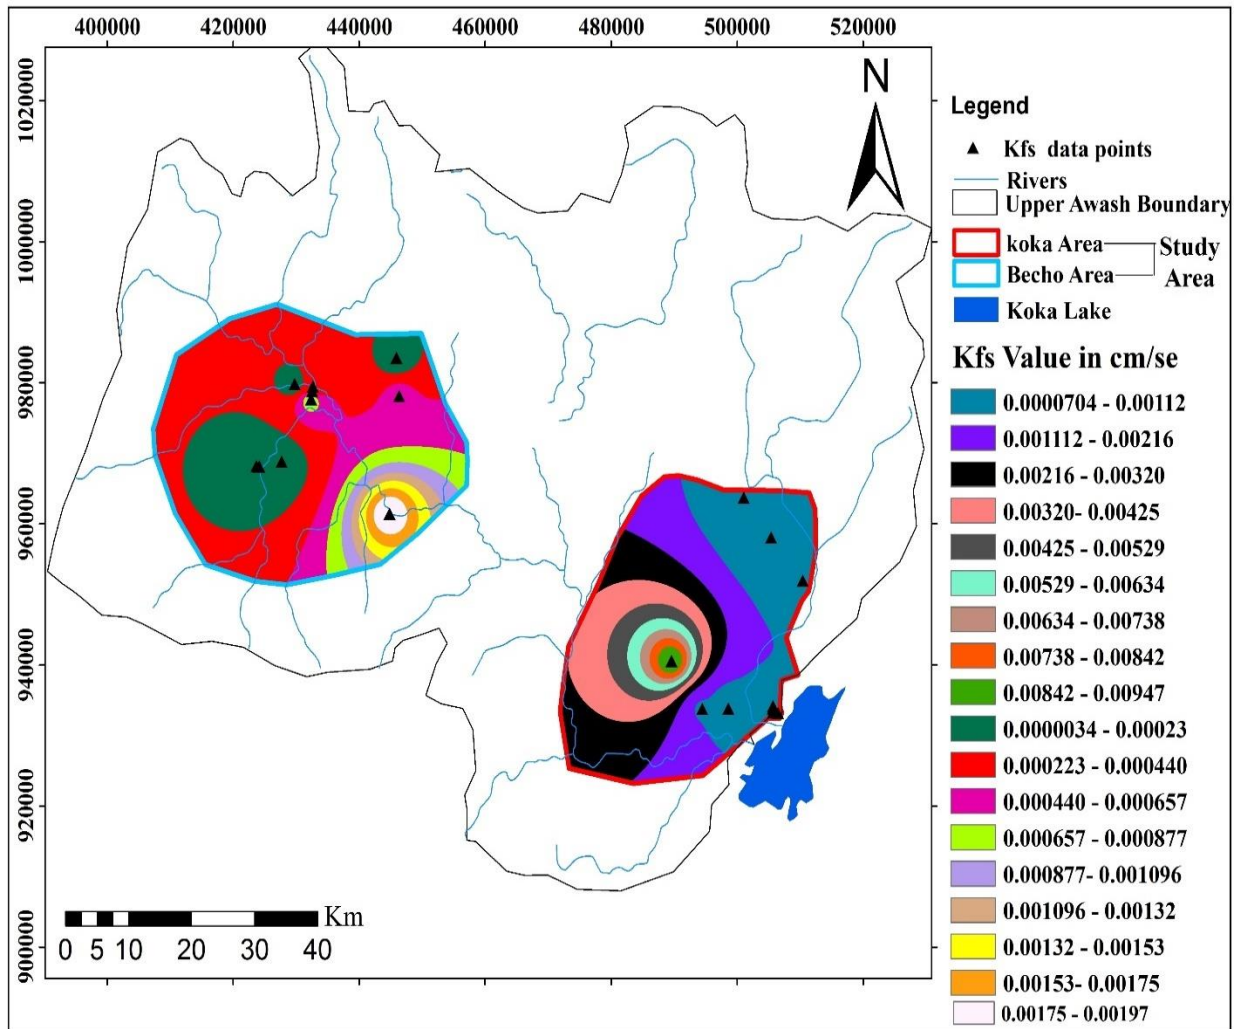 400000 420000 440000 460000 480000 500000 520000
1020000
1000000
980000
960000
940000
920000
900000
N
Km
0 5 10 20 30 40
Legend
Kfs data points
Rivers
Upper Awash Boundary
koka Area
Study
Area
Becho Area
Koka Lake
Kfs Value in cm/se
0.0000704 - 0.00112
0.001112 - 0.00216
0.00216 - 0.00320
0.00320- 0.00425
0.00425 - 0.00529
0.00529 - 0.00634
0.00634 - 0.00738
0.00738 - 0.00842
0.00842 - 0.00947
0.0000034 - 0.00023
0.000223 - 0.000440
0.000440 - 0.000657
0.000657 - 0.000877
0.000877- 0.001096
0.001096 - 0.00132
0.00132 - 0.00153
0.00153- 0.00175
0.00175 - 0.00197